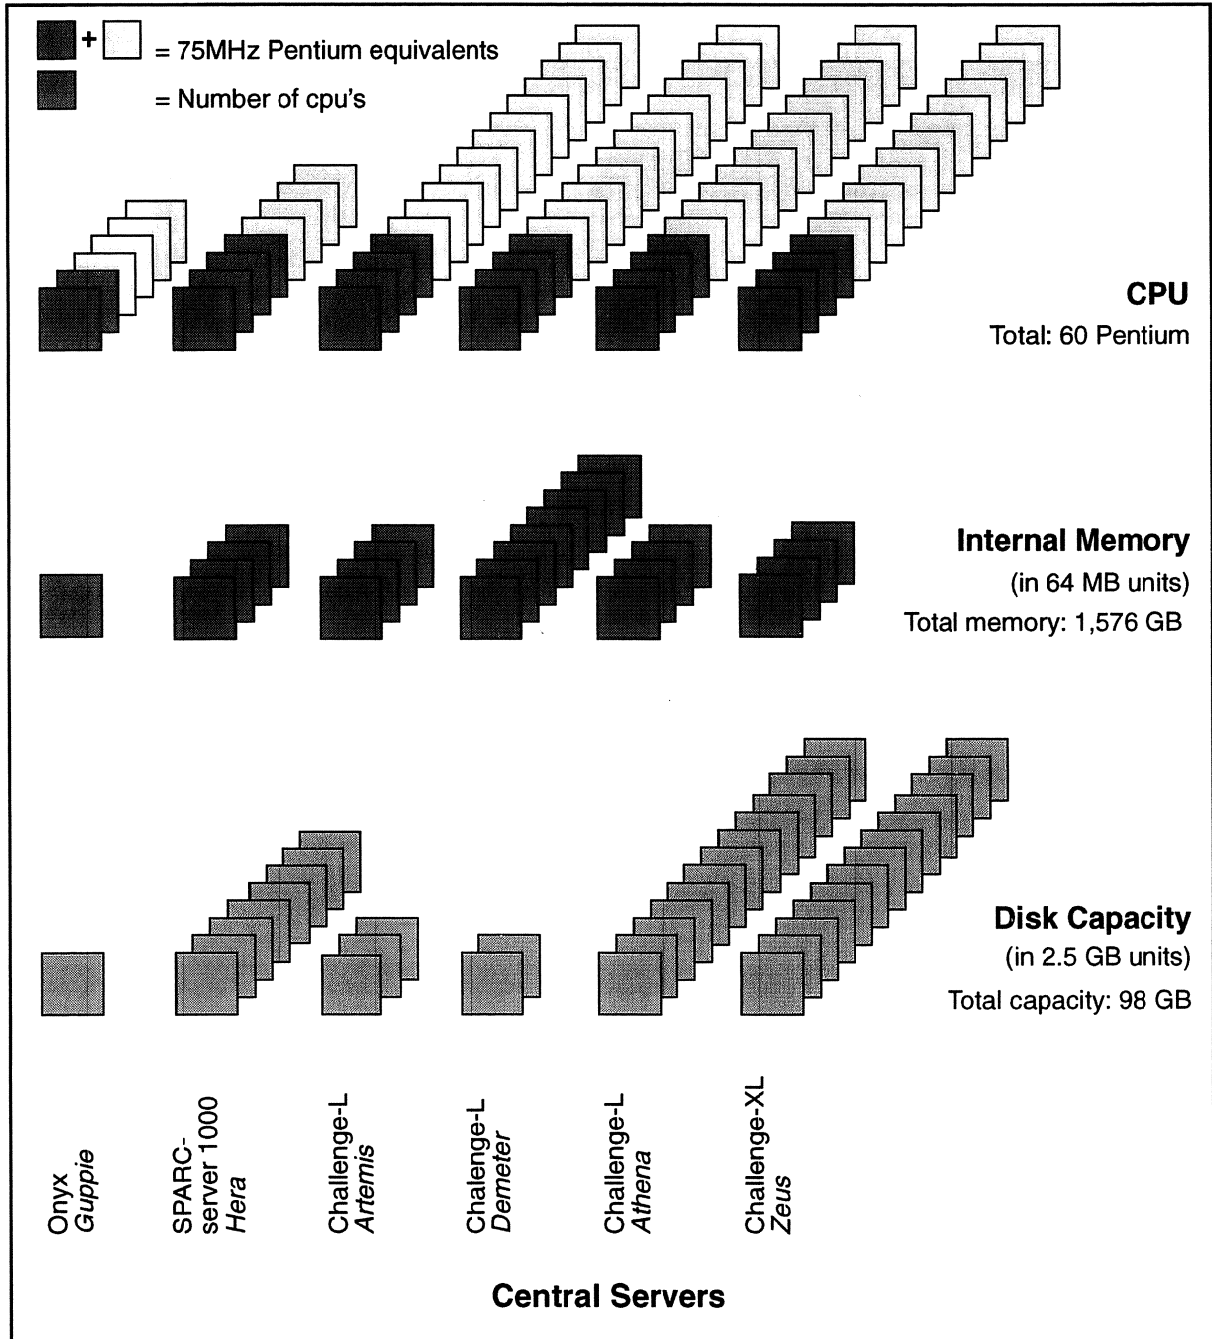 + = 75MHz Pentium equivalents
= Number of cpu's
CPU
Total: 60 Pentium
Internal Memory
(in 64 MB units)
Total memory: 1,576 GB
Disk Capacity
(in 2.5 GB units)
Total capacity: 98 GB
Onyx
Guppie
SPARC-
server 1000
Hera
Challenge-L
Artemis
Chalenge-L
Demeter
Challenge-L
Athena
Challenge-XL
Zeus
Central Servers